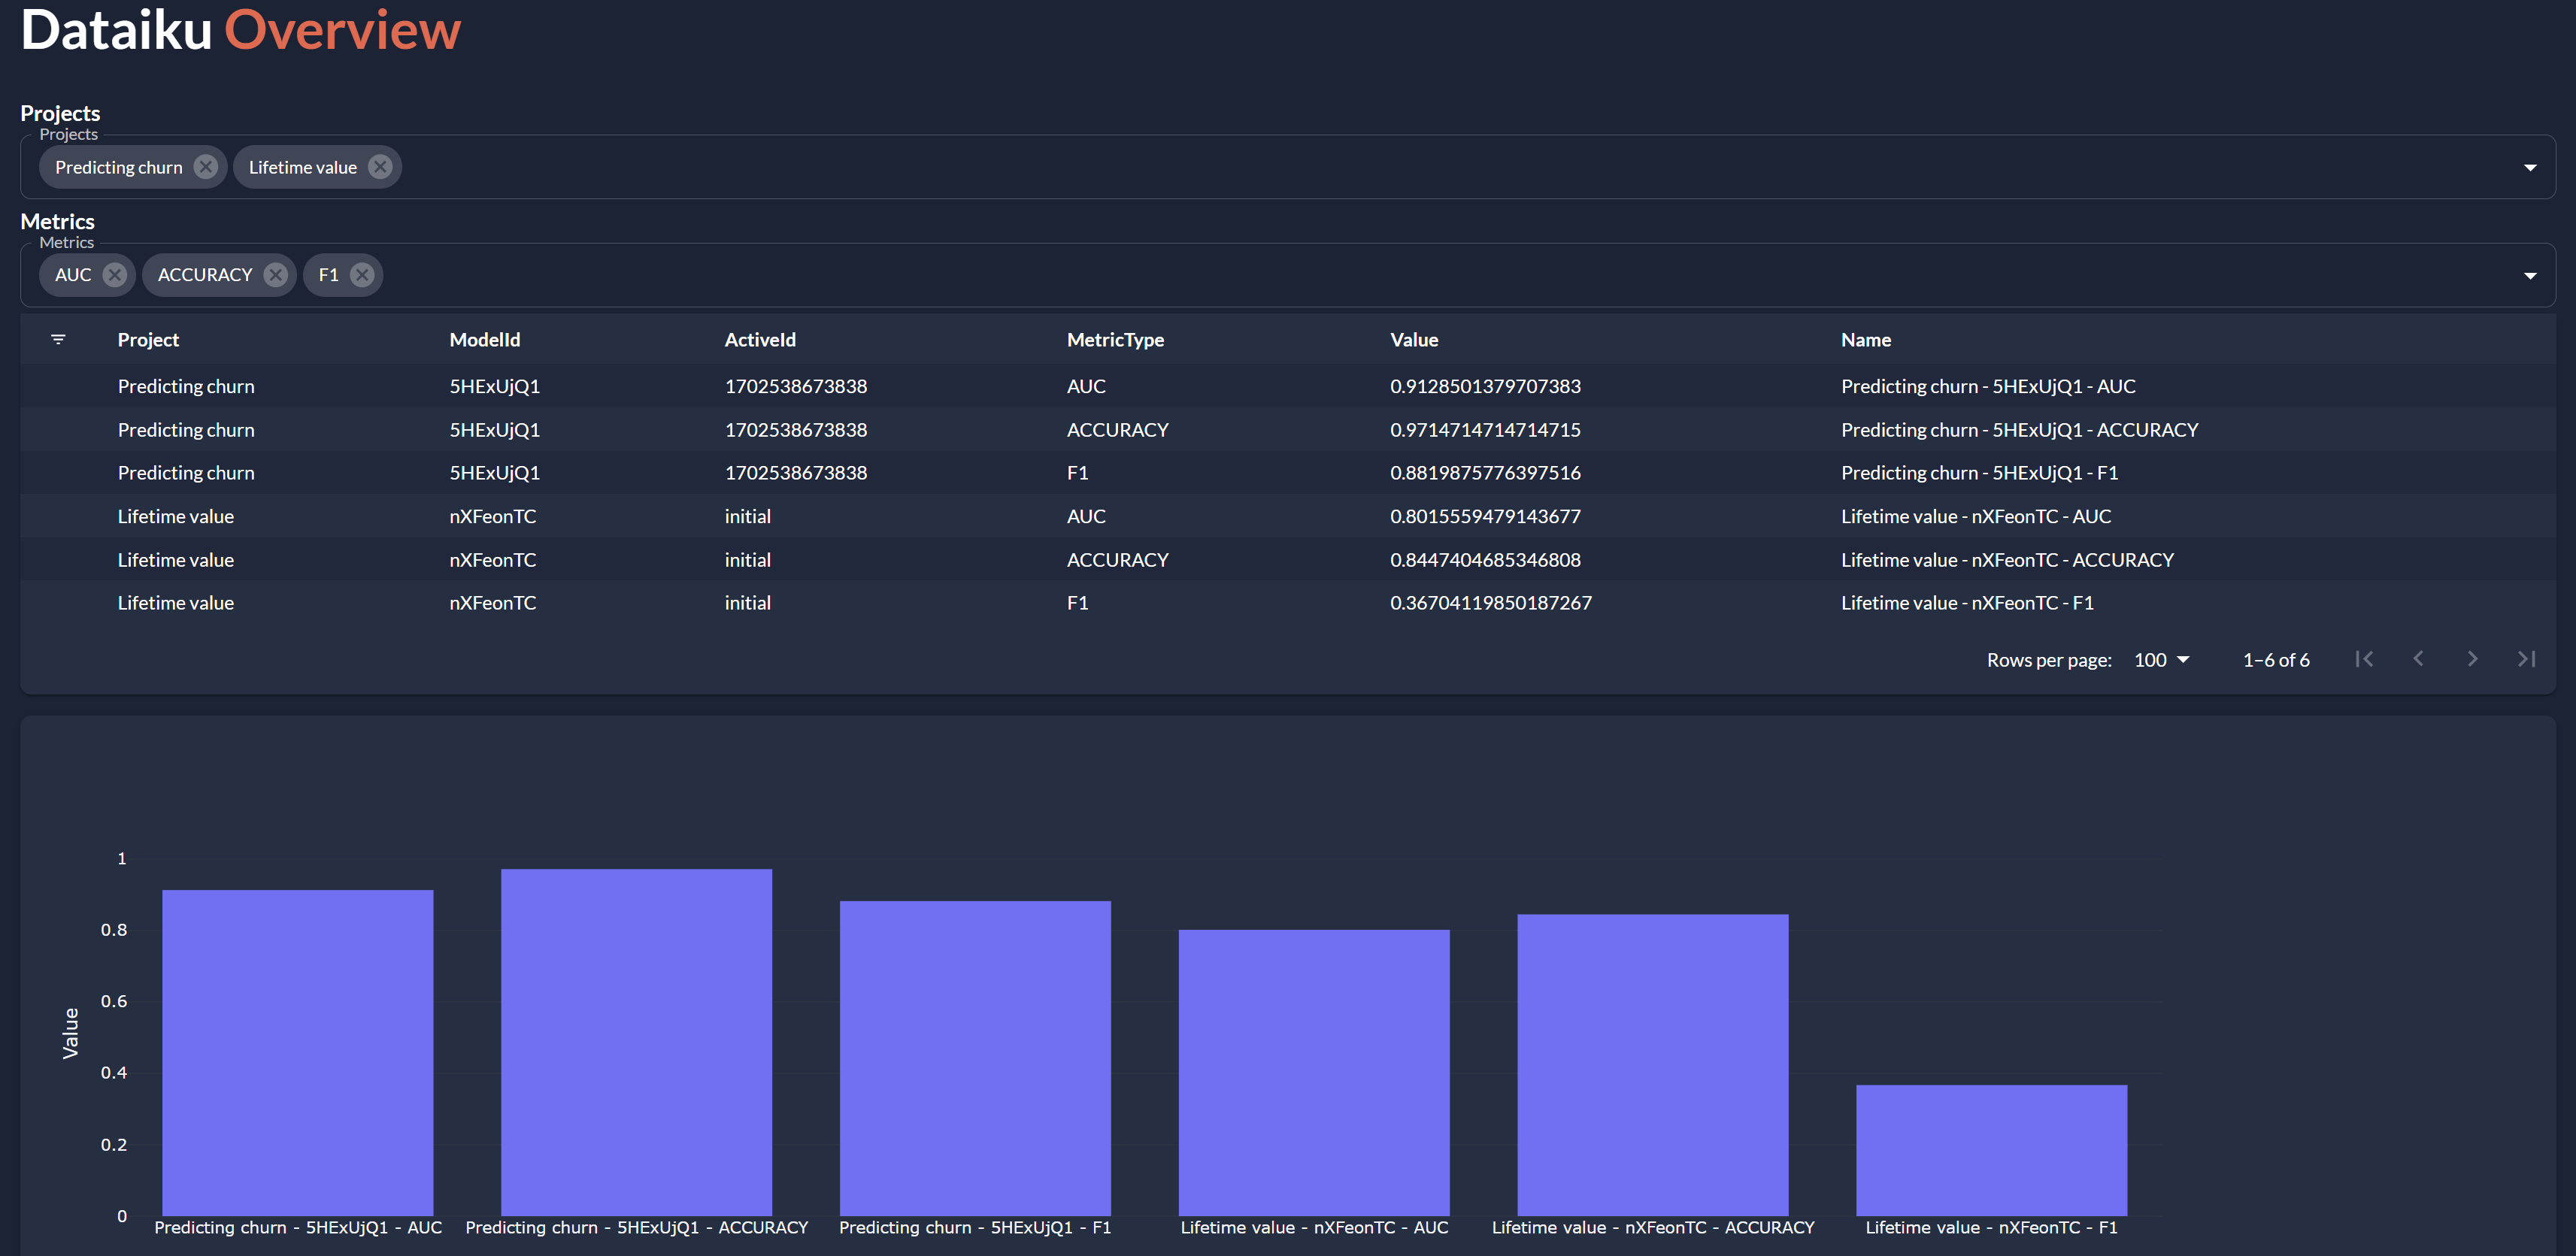 Dataiku Overview
Projects
Projects
Predicting churn Lifetime value
Metrics
Metrics
AUC ACCURACY F1
Project ModelId ActiveId MetricType Value Name
Predicting churn 5HExUjQ1 1702538673838 AUC 0.9128501379707383 Predicting churn - 5HExUjQ1 - AUC
Predicting churn 5HExUjQ1 1702538673838 ACCURACY 0.9714714714714715 Predicting churn - 5HExUjQ1 - ACCURACY
Predicting churn 5HExUjQ1 1702538673838 F1 0.8819875776397516 Predicting churn - 5HExUjQ1 - F1
Lifetime value nXFeonTC initial AUC 0.8015559479143677 Lifetime value - nXFeonTC - AUC
Lifetime value nXFeonTC initial ACCURACY 0.8447404685346808 Lifetime value - nXFeonTC - ACCURACY
Lifetime value nXFeonTC initial F1 0.36704119850187267 Lifetime value - nXFeonTC - F1
Rows per page: 100 1–6 of 6
1
0.8
0.6
Value
0.4
0.2
0
Predicting churn - 5HExUjQ1 - AUC Predicting churn - 5HExUjQ1 - ACCURACY Predicting churn - 5HExUjQ1 - F1 Lifetime value - nXFeonTC - AUC Lifetime value - nXFeonTC - ACCURACY Lifetime value - nXFeonTC - F1